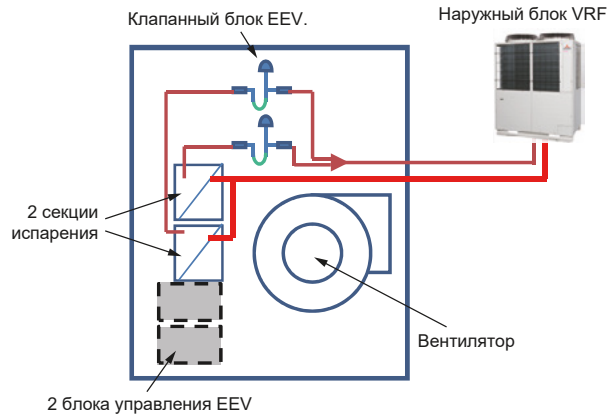 Клапанный блок EEV.
Наружный блок VRF
2 секции
испарения
Вентилятор
2 блока управления EEV